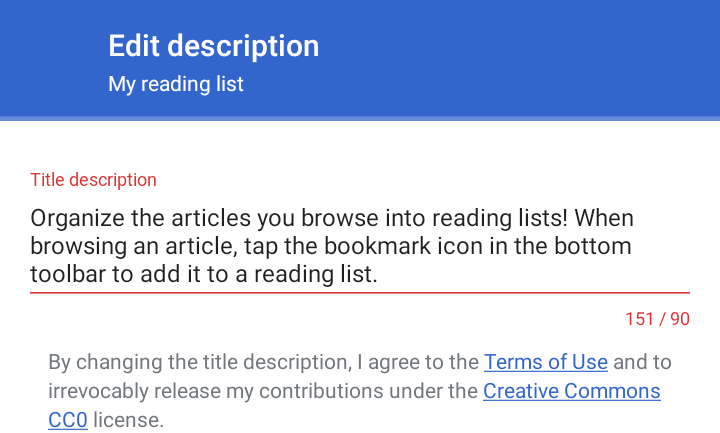 Edit description
My reading list
Title description
Organize the articles you browse into reading lists! When
browsing an article, tap the bookmark icon in the bottom
toolbar to add it to a reading list.
151 / 90
By changing the title description, I agree to the Terms of Use and to
irrevocably release my contributions under the Creative Commons
CC0 license.